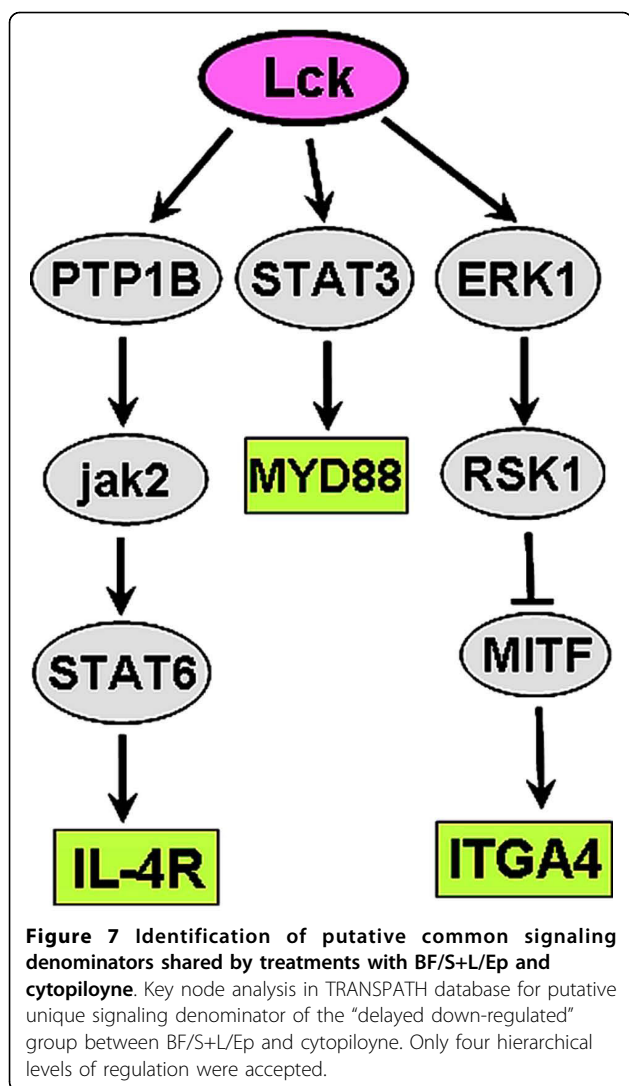 Lck
PTP1B STAT3 ERK1
jak2 MYD88 RSK1
STAT6 MITF
IL-4R ITGA4
Figure 7 Identification of putative common signaling
denominators shared by treatments with BF/S+L/Ep and
cytopiloyne. Key node analysis in TRANSPATH database for putative
unique signaling denominator of the “delayed down-regulated”
group between BF/S+L/Ep and cytopiloyne. Only four hierarchical
levels of regulation were accepted.